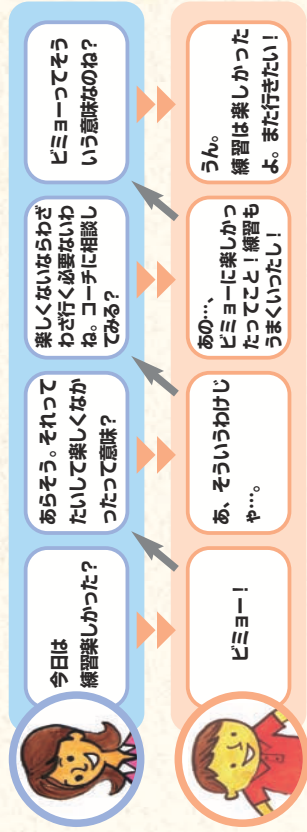 今日は
練習楽しかった?
ビミョー!
あらそう。それって
たいして楽しくなか
ったって意味?
あ、そういうわけじ
ゃ…。
楽しくないならわざ
わざ行く必要ないわ
ね。コーチに相談し
てみる?
あの…、
ビミョーに楽しかっ
たってこと!練習も
うまくいったし!
ビミョーってそう
いう意味なのね?
うん。
練習は楽しかった
よ。また行きたい!